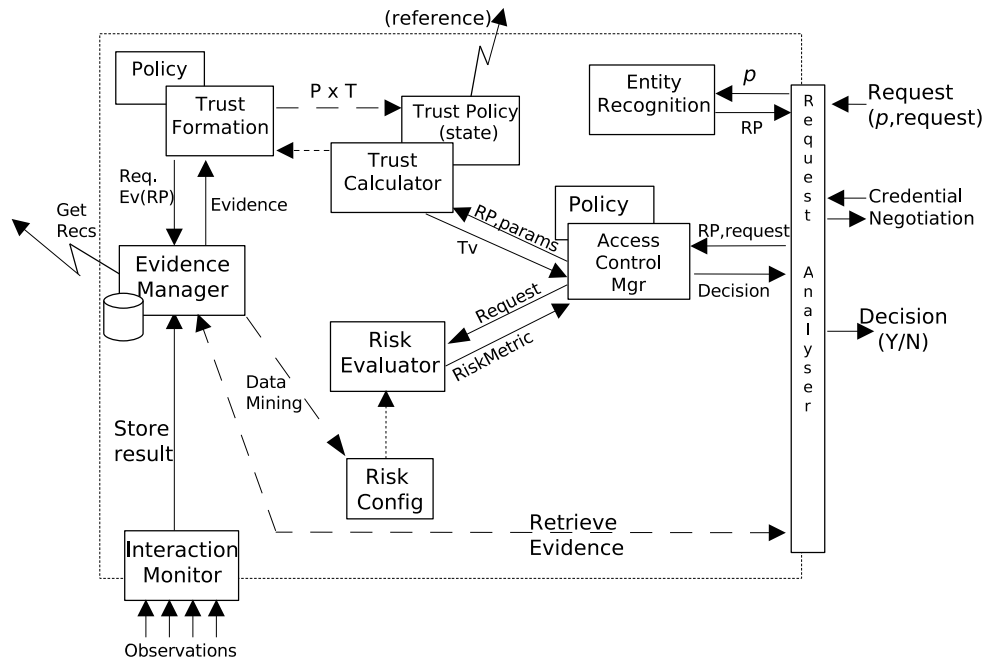 (reference)
Policy
Trust
Formation
P x T
Trust Policy
(state)
Trust
Calculator
Entity
Recognition
p
RP
Request
(p,request)
Req.
Ev(RP)
Evidence
Get
Recs
Evidence
Manager
RP,params
Tv
Policy
Access
Control
Mgr
RP,request
Decision
Credential
Negotiation
Request Analyser
Decision
(Y/N)
Request
RiskMetric
Risk
Evaluator
Data
Mining
Store
result
Risk
Config
Retrieve
Evidence
Interaction
Monitor
Observations